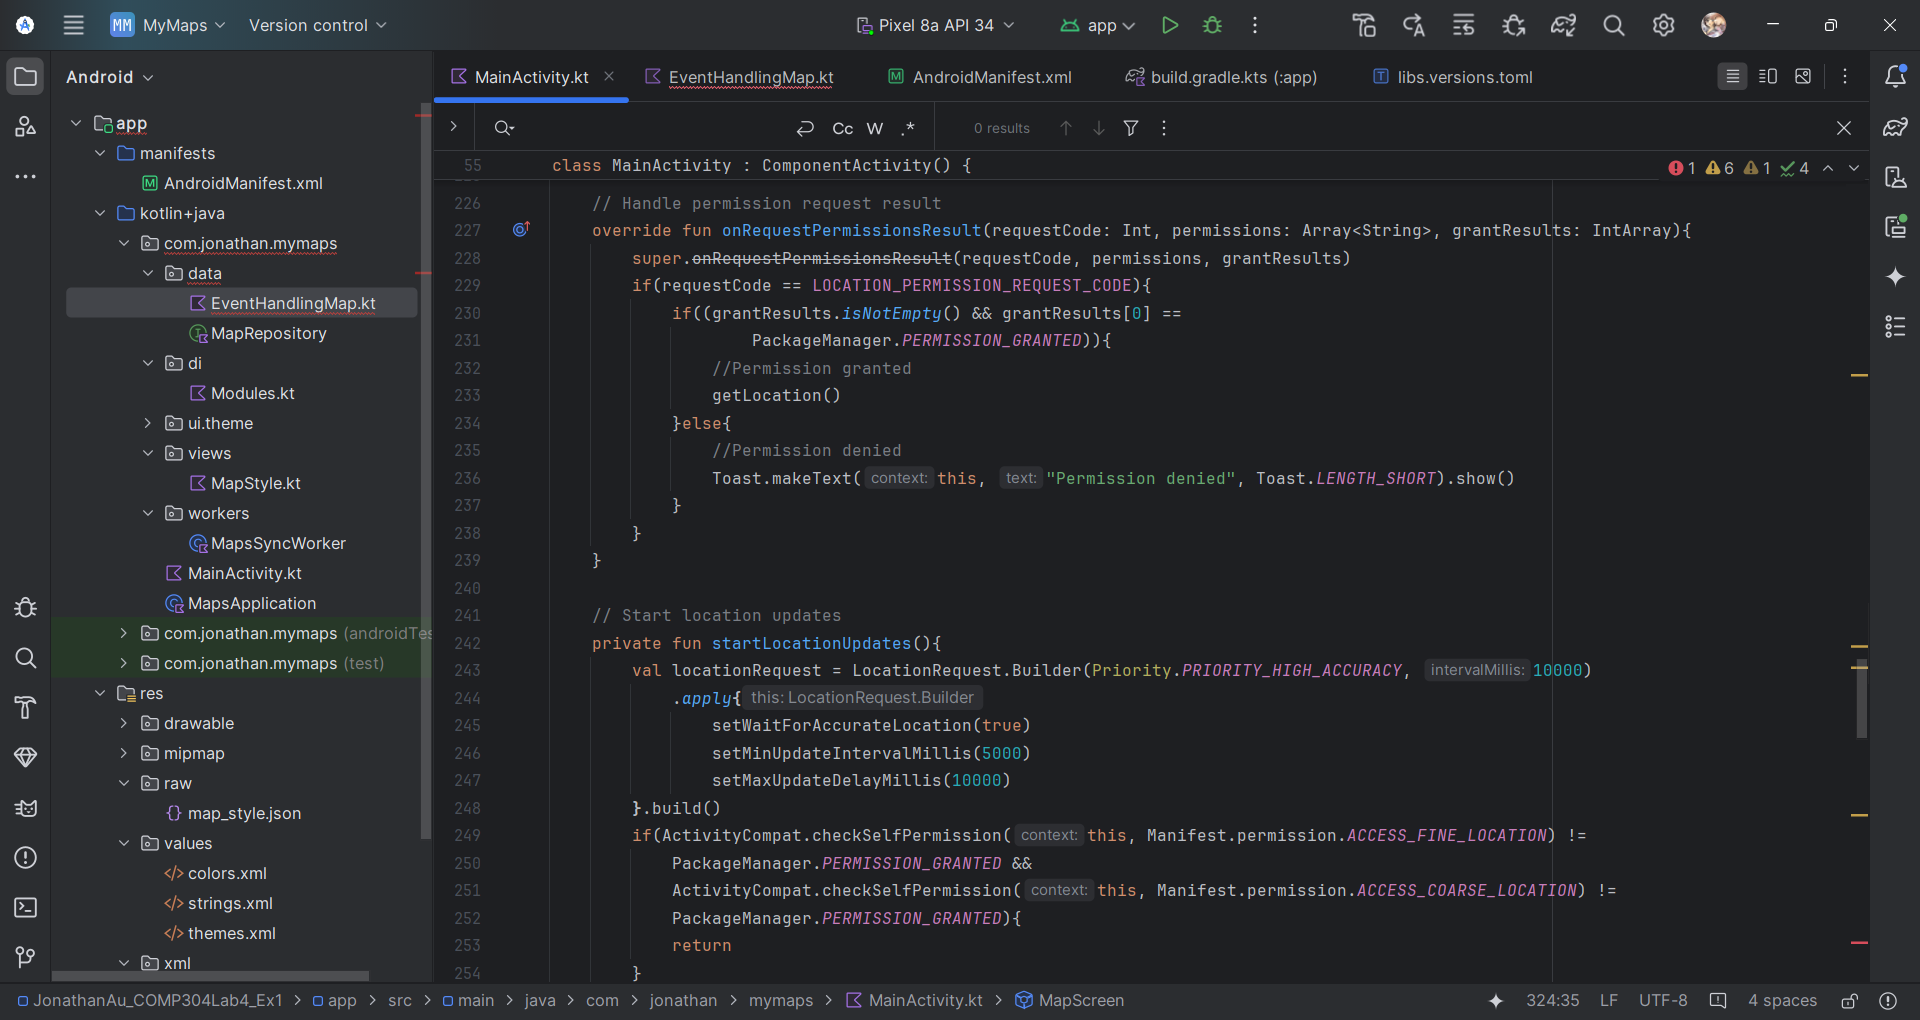 MM MyMaps Version control Pixel 8a API 34 app
Android
MainActivity.kt EventHandlingMap.kt AndroidManifest.xml build.gradle.kts (:app) libs.versions.toml
Cc W .* 0 results
app
manifests
AndroidManifest.xml
kotlin+java
com.jonathan.mymaps
data
EventHandlingMap.kt
MapRepository
di
Modules.kt
ui.theme
views
MapStyle.kt
workers
MapsSyncWorker
MainActivity.kt
MapsApplication
com.jonathan.mymaps (androidTes
com.jonathan.mymaps (test)
res
drawable
mipmap
raw
map_style.json
values
colors.xml
strings.xml
themes.xml
xml
55 class MainActivity : ComponentActivity() {
1 6 1 4
226 // Handle permission request result
227 override fun onRequestPermissionsResult(requestCode: Int, permissions: Array<String>, grantResults: IntArray){
228 super.onRequestPermissionsResult(requestCode, permissions, grantResults)
229 if(requestCode == LOCATION_PERMISSION_REQUEST_CODE){
230 if((grantResults.isNotEmpty() && grantResults[0] ==
231 PackageManager.PERMISSION_GRANTED)){
232 //Permission granted
233 getLocation()
234 }else{
235 //Permission denied
236 Toast.makeText( context: this, text: "Permission denied", Toast.LENGTH_SHORT).show()
237 }
238 }
239 }
240
241 // Start location updates
242 private fun startLocationUpdates(){
243 val locationRequest = LocationRequest.Builder(Priority.PRIORITY_HIGH_ACCURACY, intervalMillis: 10000)
244 .apply{ this: LocationRequest.Builder
245 setWaitForAccurateLocation(true)
246 setMinUpdateIntervalMillis(5000)
247 setMaxUpdateDelayMillis(10000)
248 }.build()
249 if(ActivityCompat.checkSelfPermission( context: this, Manifest.permission.ACCESS_FINE_LOCATION) !=
250 PackageManager.PERMISSION_GRANTED &&
251 ActivityCompat.checkSelfPermission( context: this, Manifest.permission.ACCESS_COARSE_LOCATION) !=
252 PackageManager.PERMISSION_GRANTED){
253 return
254 }
JonathanAu_COMP304Lab4_Ex1 > app > src > main > java > com > jonathan > mymaps > MainActivity.kt > MapScreen 324:35 LF UTF-8 4 spaces